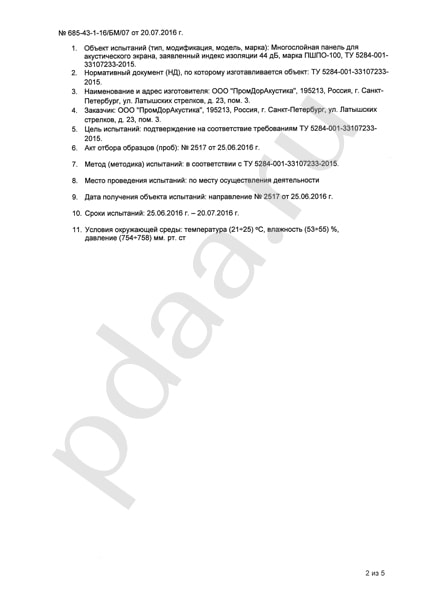 № 685-43-1-16/БМ/07 от 20.07.2016 г.
1. Объект испытаний (тип, модификация, модель, марка): Многослойная панель для
акустического экрана, заявленный индекс изоляции 44 дБ, марка ПШПО-100, ТУ 5284-001-
33107233-2015.
2. Нормативный документ (НД), по которому изготавливается объект: ТУ 5284-001-33107233-
2015.
3. Наименование и адрес изготовителя: ООО "ПромДорАкустика", 195213, Россия, г. Санкт-
Петербург, ул. Латышских стрелков, д. 23, пом. 3.
4. Заказчик: ООО "ПромДорАкустика", 195213, Россия, г. Санкт-Петербург, ул. Латышских
стрелков, д. 23, пом. 3.
5. Цель испытаний: подтверждение на соответствие требованиям ТУ 5284-001-33107233-
2015.
6. Акт отбора образцов (проб): № 2517 от 25.06.2016 г.
7. Метод (методика) испытаний: в соответствии с ТУ 5284-001-33107233-2015.
8. Место проведения испытаний: по месту осуществления деятельности
9. Дата получения объекта испытаний: направление № 2517 от 25.06.2016 г.
10. Сроки испытаний: 25.06.2016 г. – 20.07.2016 г.
11. Условия окружающей среды: температура (21÷25) ºС, влажность (53÷55) %,
давление (754÷758) мм. рт. ст
pdaa.ru
2 из 5